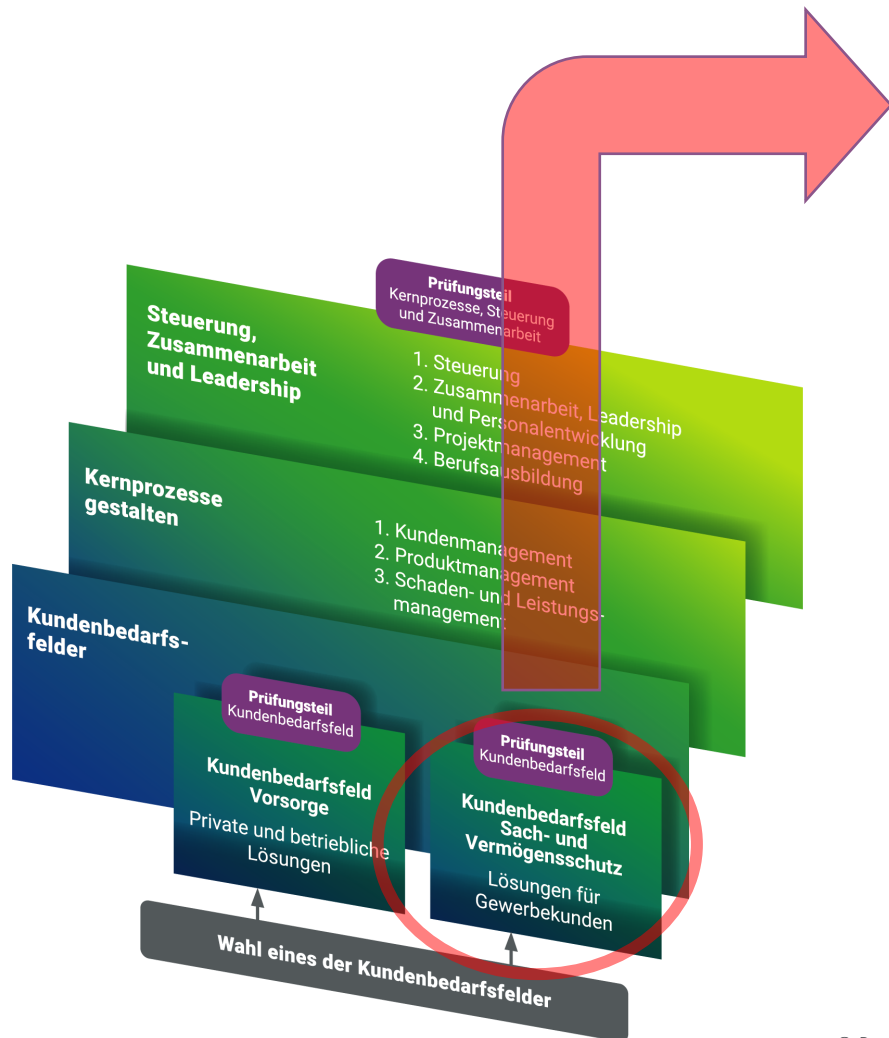 Prüfungsteil
Kernprozesse, Steuerung
und Zusammenarbeit
Steuerung,
Zusammenarbeit
und Leadership
1. Steuerung
2. Zusammenarbeit, Leadership
und Personalentwicklung
3. Projektmanagement
4. Berufsausbildung
Kernprozesse
gestalten
1. Kundenmanagement
2. Produktmanagement
3. Schaden- und Leistungs-
management
Kundenbedarfs-
felder
Prüfungsteil
Kundenbedarfsfeld
Kundenbedarfsfeld
Vorsorge
Private und betriebliche
Lösungen
Prüfungsteil
Kundenbedarfsfeld
Kundenbedarfsfeld
Sach- und
Vermögensschutz
Lösungen für
Gewerbekunden
Wahl eines der Kundenbedarfsfelder